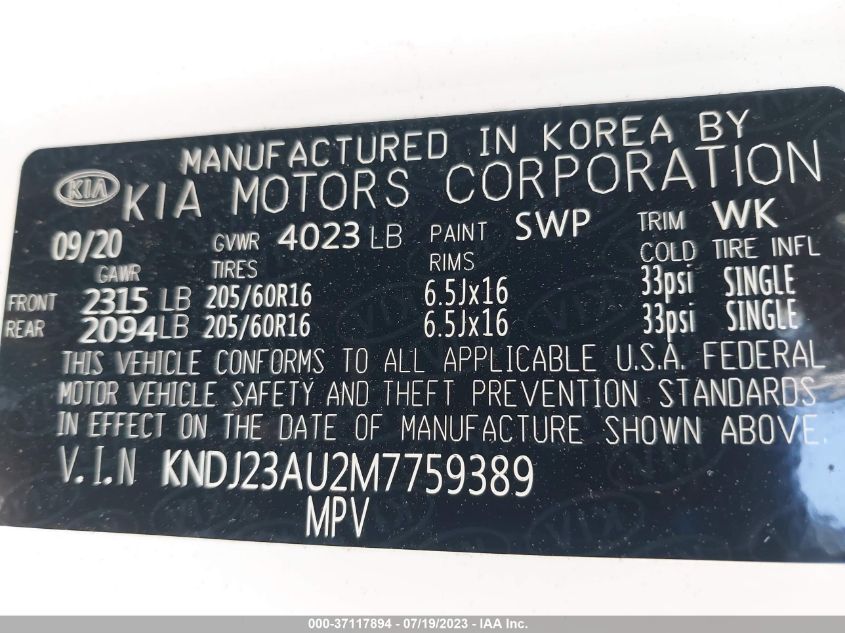 MANUFACTURED IN KOREA BY
KIA KIA MOTORS CORPORATION
09/20 GVWR 4023 LB PAINT SWP TRIM WK
GAWR TIRES RIMS COLD TIRE INFL
FRONT 2315 LB 205/60R16 6.5Jx16 33psi SINGLE
REAR 2094 LB 205/60R16 6.5Jx16 33psi SINGLE
THIS VEHICLE CONFORMS TO ALL APPLICABLE U.S.A. FEDERAL
MOTOR VEHICLE SAFETY AND THEFT PREVENTION STANDARDS
IN EFFECT ON THE DATE OF MANUFACTURE SHOWN ABOVE.
V.I.N KNDJ23AU2M7759389
MPV
000-37117894 - 07/19/2023 - IAA Inc.